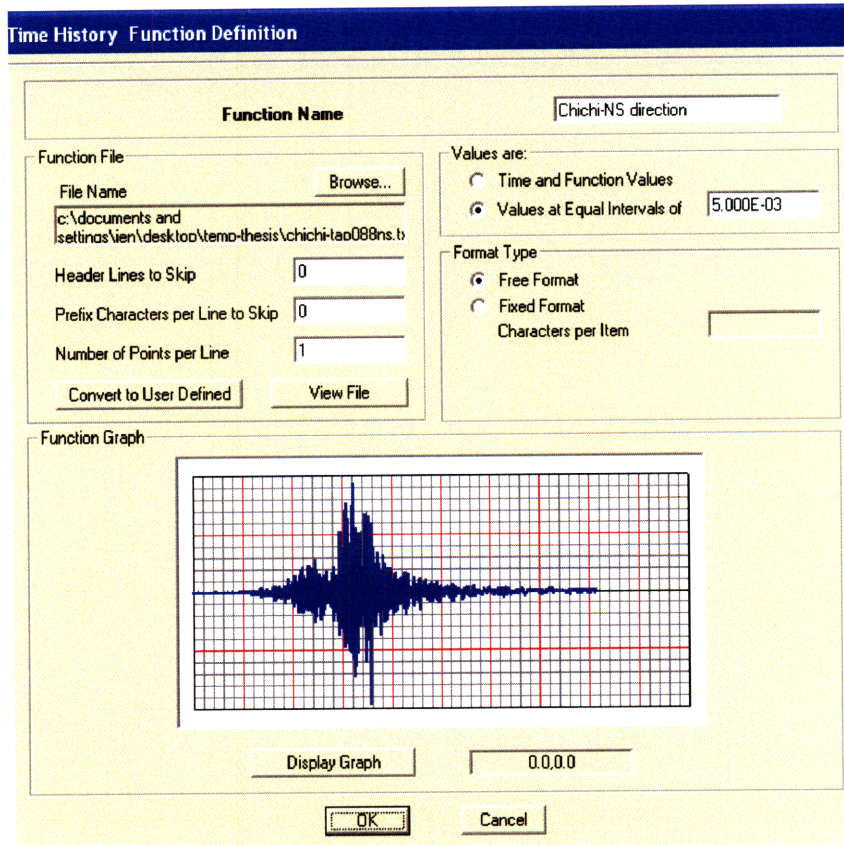 Time History Function Definition
Function Name
Chichi-NS direction
Function File
File Name
Browse...
c:\documents and
settings\ien\desktop\temp-thesis\chichi-tap088ns.tx
Header Lines to Skip
0
Prefix Characters per Line to Skip
0
Number of Points per Line
1
Convert to User Defined
View File
Values are:
Time and Function Values
Values at Equal Intervals of
5.000E-03
Format Type
Free Format
Fixed Format
Characters per Item
Function Graph
Display Graph
0.0,0.0
OK
Cancel